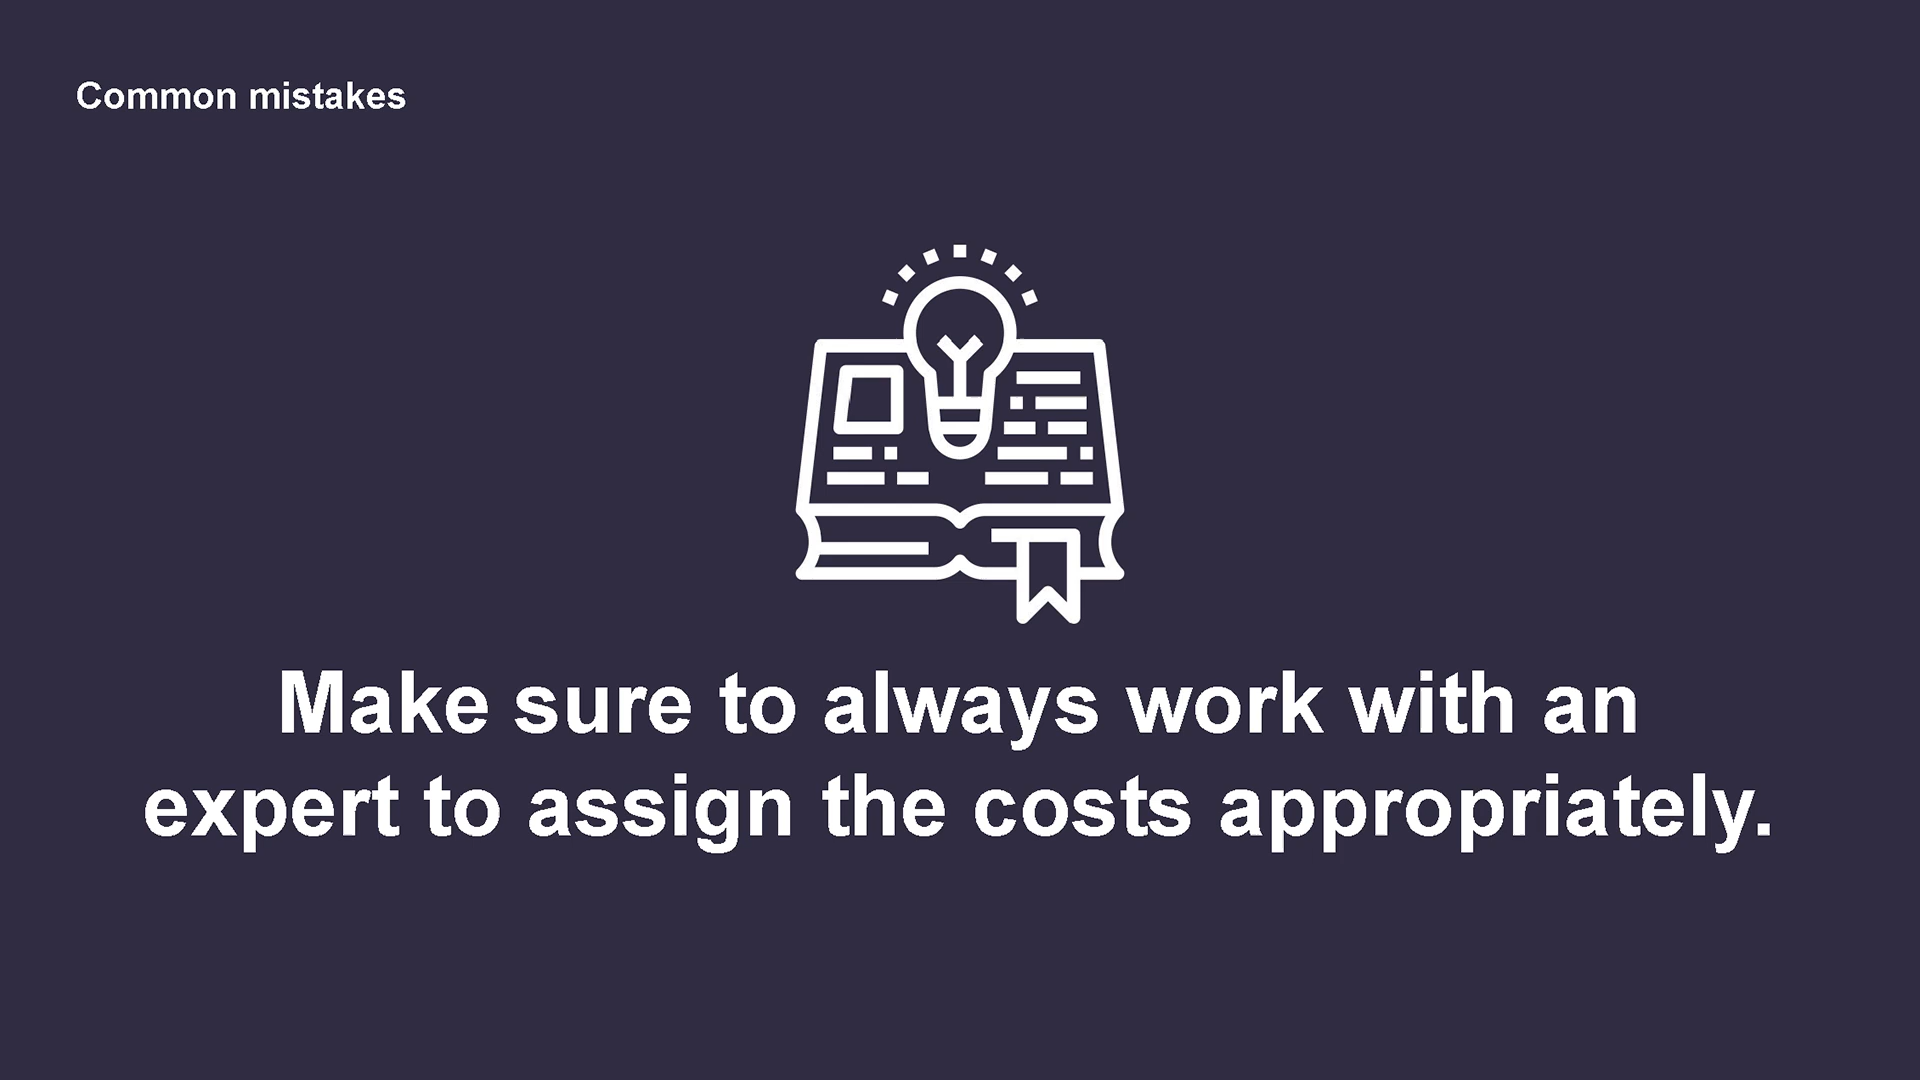 Common mistakes
Make sure to always work with an
expert to assign the costs appropriately.